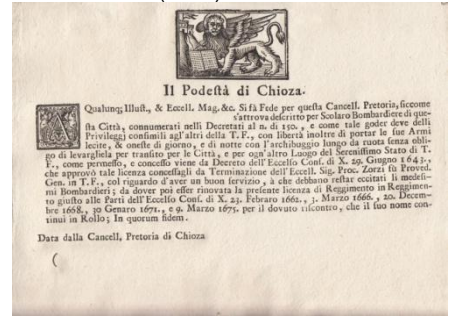 Il Podestà di Chioza.
A Qualunq; Illust., & Eccell. Mag. &c. Si fà Fede per questa Cancell. Pretoria, siccome
s'attrova descritto per Scolaro Bombardiere di que-
sta Città, connumerati nelli Decretati al n. di 150., e come tale goder deve delli
Privileggj consimili agl'altri della T. F., con libertà inoltre di portar le sue Armi
lecite, & oneste di giorno, e di notte con l'archibuggio lungo da ruota senza obli-
go di levargliela per transito per le Città, e per ogn'altro Luogo del Serenissimo Stato di T.
F., come permesso, e concesso viene da Decreto dell'Eccelso Cons. di X. 29. Giugno 1643.,
che approvò tale licenza concessagli da Terminazione dell'Eccell. Sig. Proc. Zorzi fù Proved.
Gen. in T. F., col riguardo d'aver un buon servizio, à che debbano restar eccitati li medesi-
mi Bombardieri; da dover poi esser rinovata la presente licenza di Reggimento in Reggimen-
to giusto alle Parti dell'Eccelso Cons. di X. 23. Febraro 1662., 3. Marzo 1666., 20. Decem-
bre 1668., 30 Genaro 1671., e 9. Marzo 1675. per il dovuto riscontro, che il suo nome con-
tinui in Rollo; In quorum fidem.
Data dalla Cancell. Pretoria di Chioza